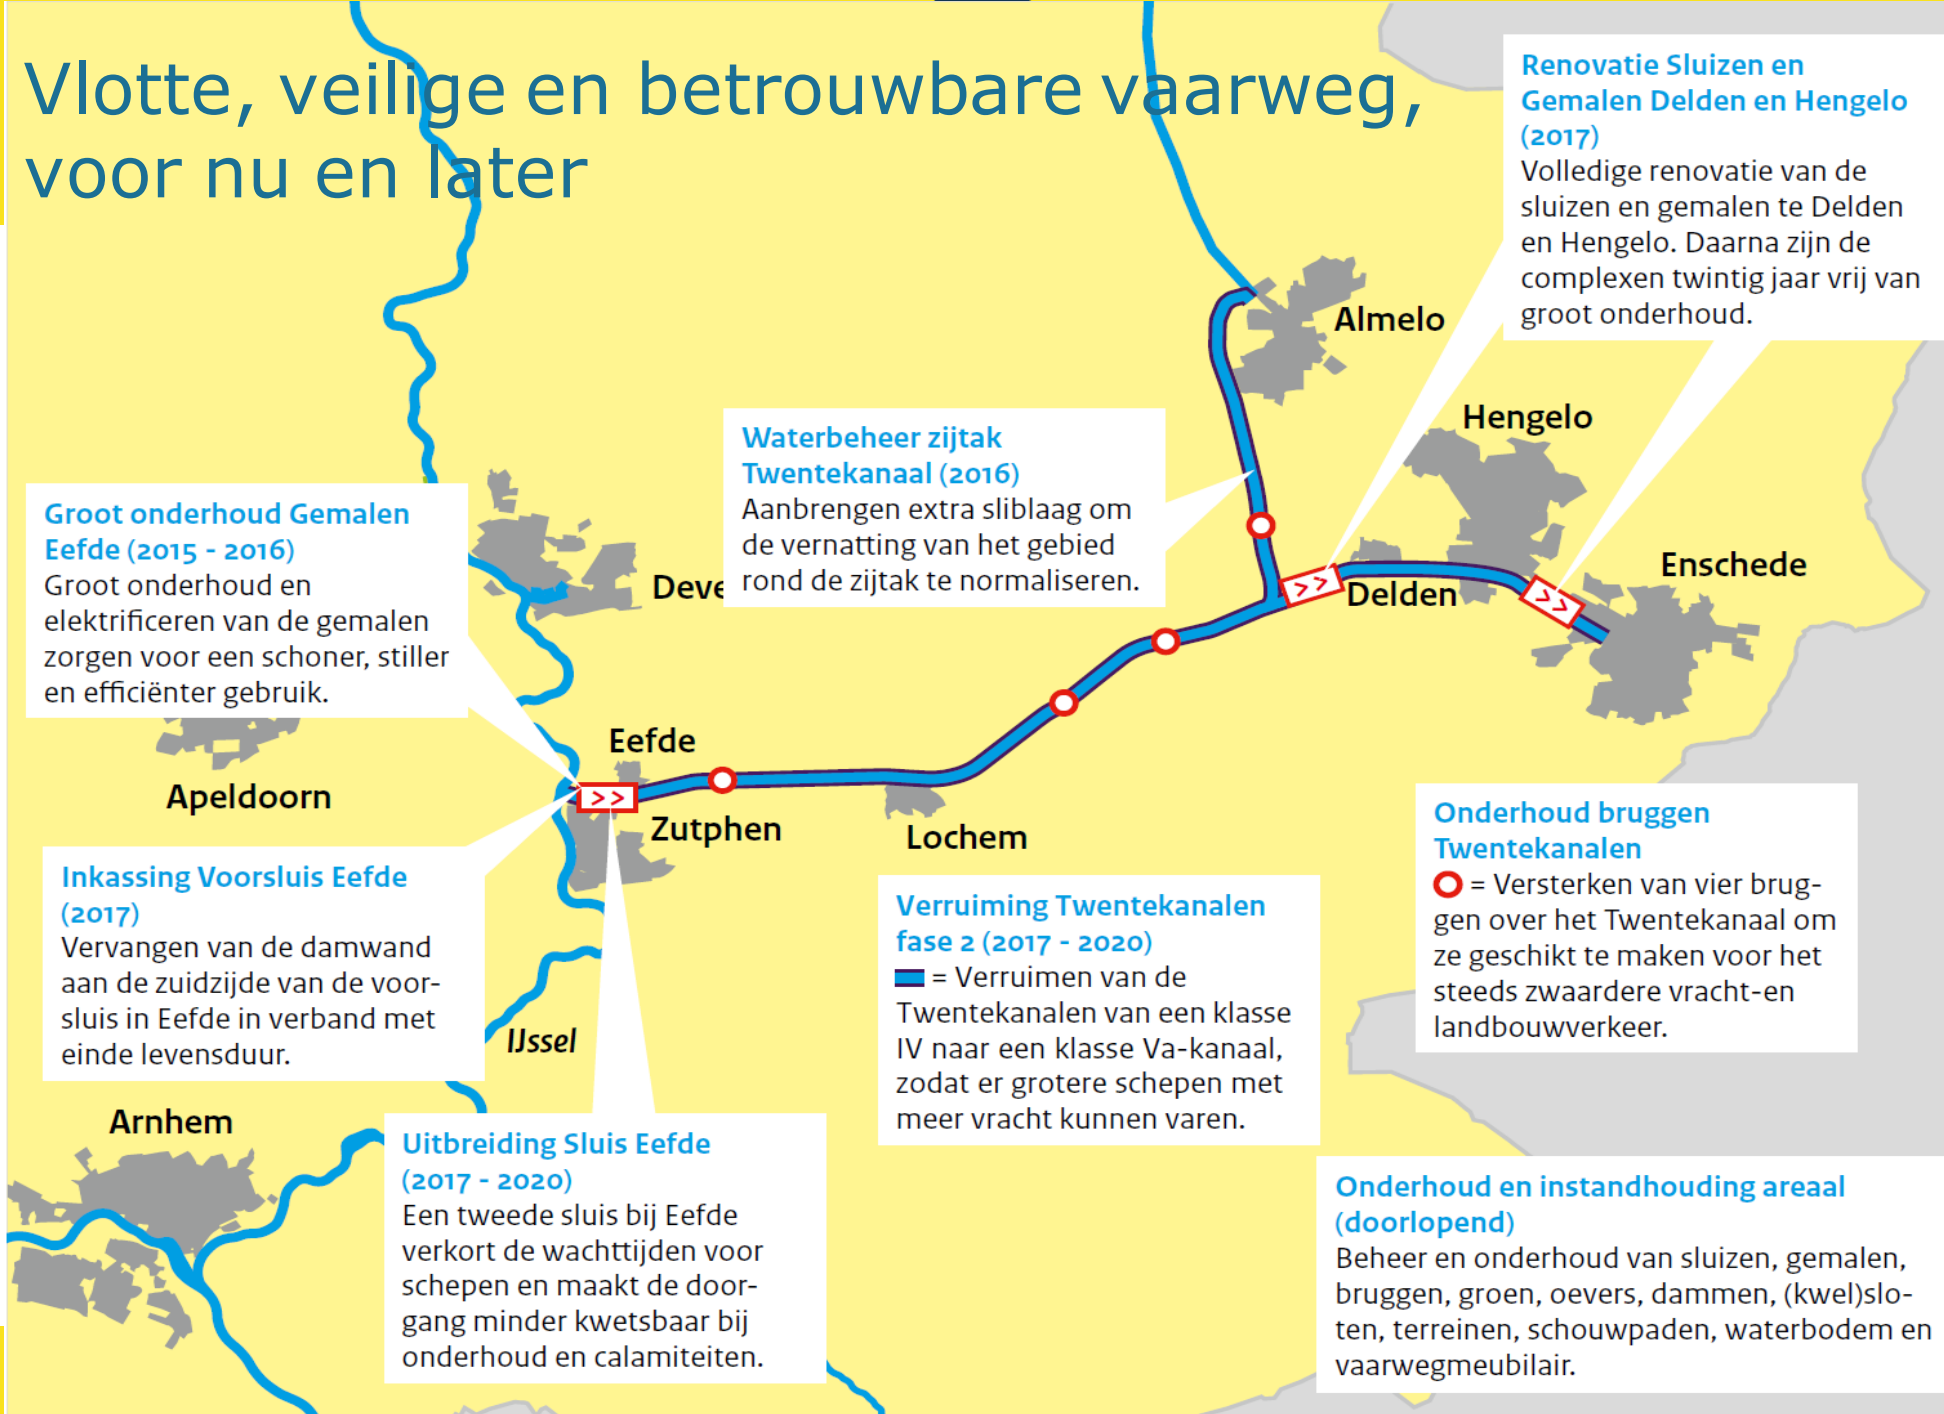 Vlotte, veilige en betrouwbare vaarweg,
voor nu en later
Renovatie Sluizen en
Gemalen Delden en Hengelo
(2017)
Volledige renovatie van de
sluizen en gemalen te Delden
en Hengelo. Daarna zijn de
complexen twintig jaar vrij van
groot onderhoud.
Almelo
Hengelo
Waterbeheer zijtak
Twentekanaal (2016)
Aanbrengen extra sliblaag om
de vernatting van het gebied
rond de zijtak te normaliseren.
Groot onderhoud Gemalen
Eefde (2015 - 2016)
Groot onderhoud en
elektrificeren van de gemalen
zorgen voor een schoner, stiller
en efficiënter gebruik.
Deve
Delden
Enschede
>>
>>
Eefde
>>
Zutphen
Apeldoorn
Lochem
Inkassing Voorsluis Eefde
(2017)
Vervangen van de damwand
aan de zuidzijde van de voor-
sluis in Eefde in verband met
einde levensduur.
IJssel
Verruiming Twentekanalen
fase 2 (2017 - 2020)
= Verruimen van de
Twentekanalen van een klasse
IV naar een klasse Va-kanaal,
zodat er grotere schepen met
meer vracht kunnen varen.
Onderhoud bruggen
Twentekanalen
= Versterken van vier brug-
gen over het Twentekanaal om
ze geschikt te maken voor het
steeds zwaardere vracht-en
landbouwverkeer.
Arnhem
Uitbreiding Sluis Eefde
(2017 - 2020)
Een tweede sluis bij Eefde
verkort de wachttijden voor
schepen en maakt de door-
gang minder kwetsbaar bij
onderhoud en calamiteiten.
Onderhoud en instandhouding areaal
(doorlopend)
Beheer en onderhoud van sluizen, gemalen,
bruggen, groen, oevers, dammen, (kwel)slo-
ten, terreinen, schouwpaden, waterbodem en
vaarwegmeubilair.